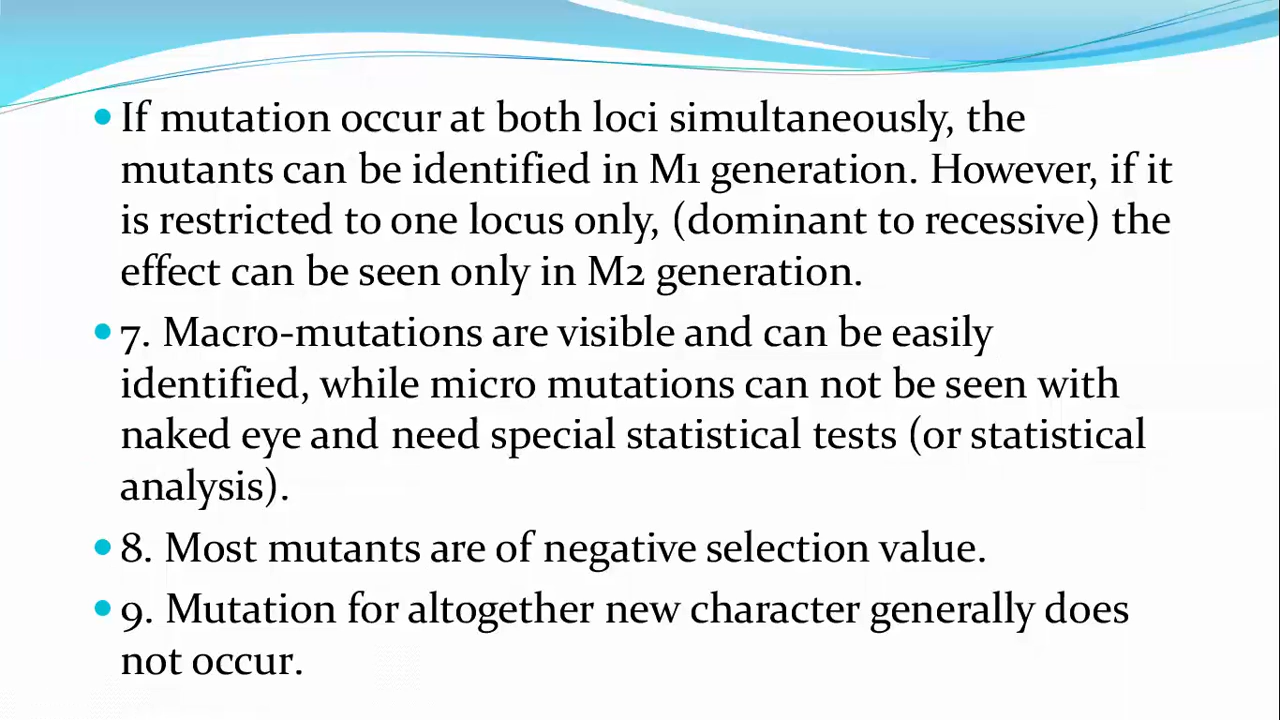 • If mutation occur at both loci simultaneously, the
mutants can be identified in M1 generation. However, if it
is restricted to one locus only, (dominant to recessive) the
effect can be seen only in M2 generation.
• 7. Macro-mutations are visible and can be easily
identified, while micro mutations can not be seen with
naked eye and need special statistical tests (or statistical
analysis).
• 8. Most mutants are of negative selection value.
• 9. Mutation for altogether new character generally does
not occur.